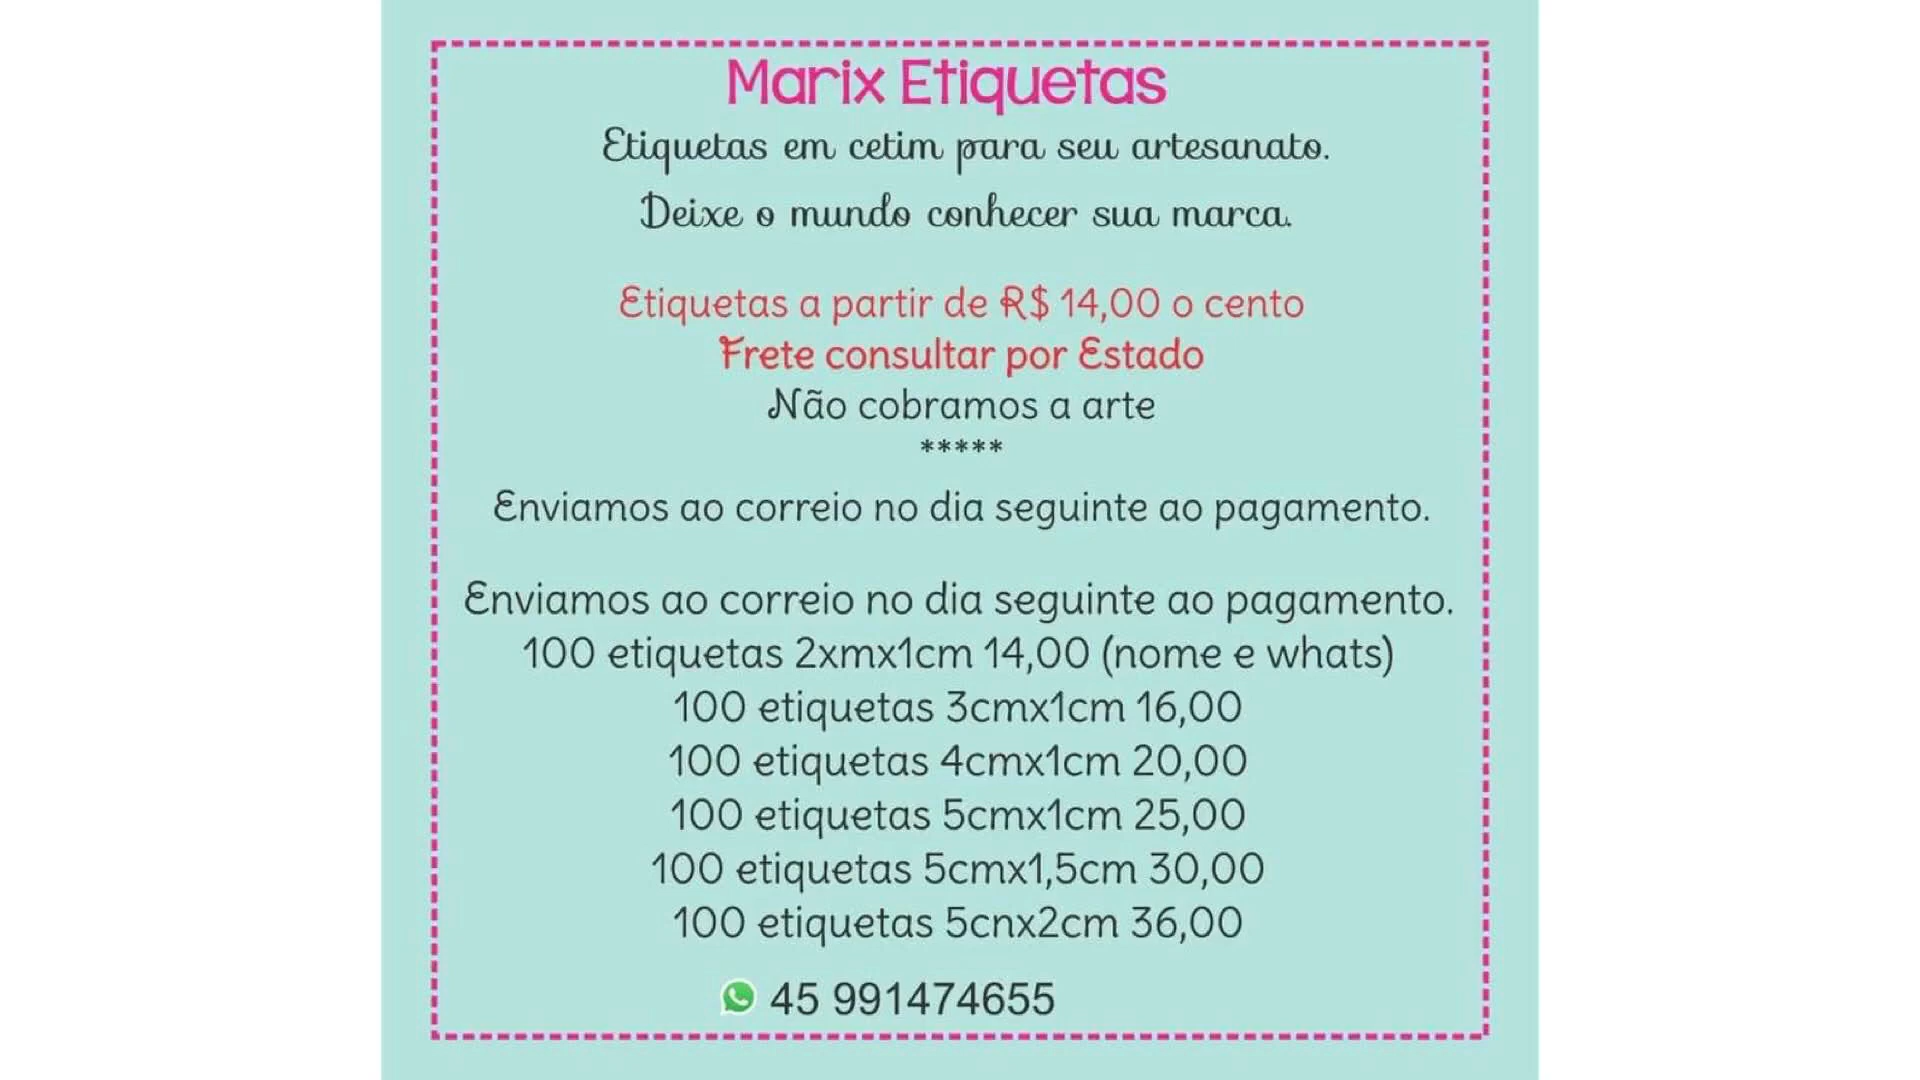 Marix Etiquetas
Etiquetas em cetim para seu artesanato.
Deixe o mundo conhecer sua marca.
Etiquetas a partir de R$ 14,00 o cento
Frete consultar por Estado
Não cobramos a arte
*****
Enviamos ao correio no dia seguinte ao pagamento.
Enviamos ao correio no dia seguinte ao pagamento.
100 etiquetas 2xmx1cm 14,00 (nome e whats)
100 etiquetas 3cmx1cm 16,00
100 etiquetas 4cmx1cm 20,00
100 etiquetas 5cmx1cm 25,00
100 etiquetas 5cmx1,5cm 30,00
100 etiquetas 5cnx2cm 36,00
45 991474655